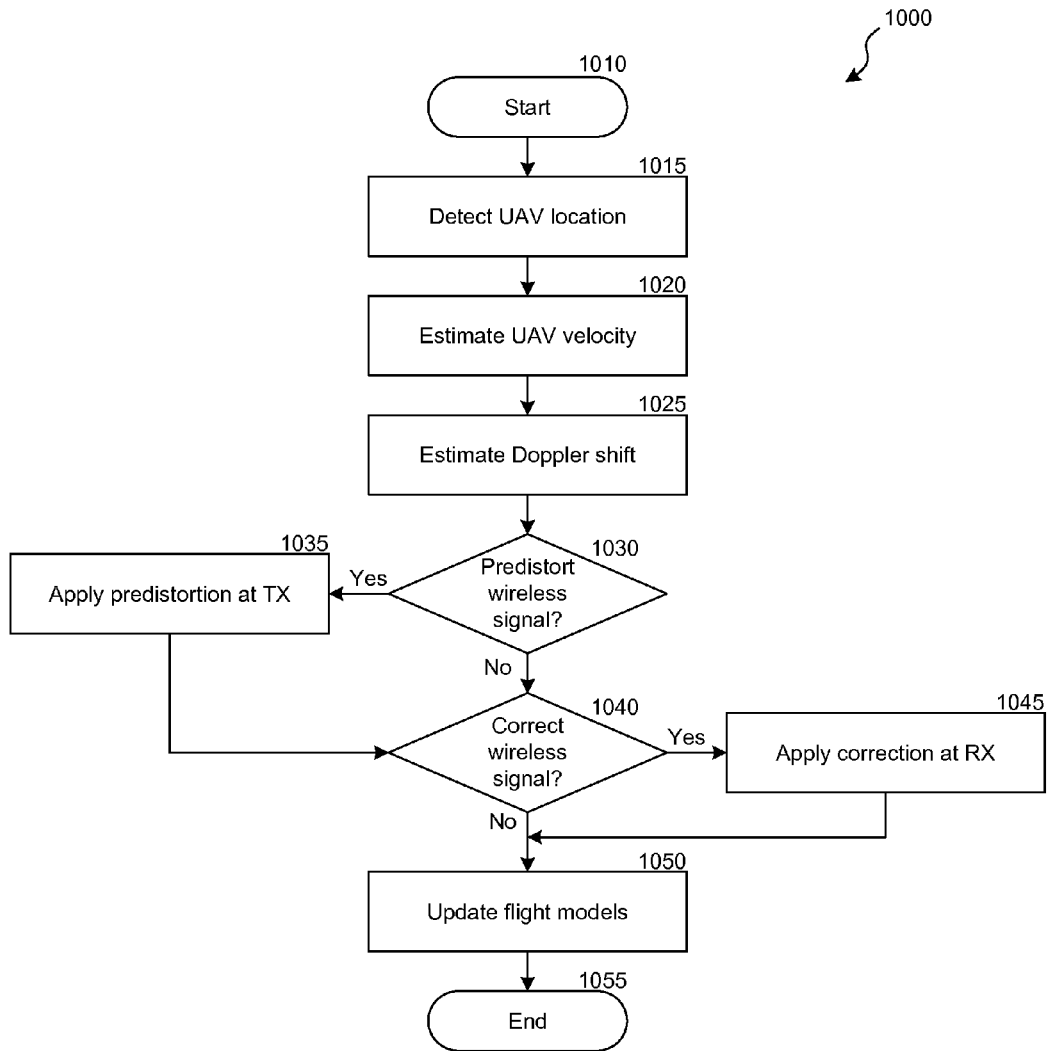 1000
1010
Start
1015
Detect UAV location
1020
Estimate UAV velocity
1025
Estimate Doppler shift
1030
Predistort
wireless
signal?
Yes
1035
Apply predistortion at TX
No
1040
Correct
wireless
signal?
Yes
1045
Apply correction at RX
No
1050
Update flight models
1055
End